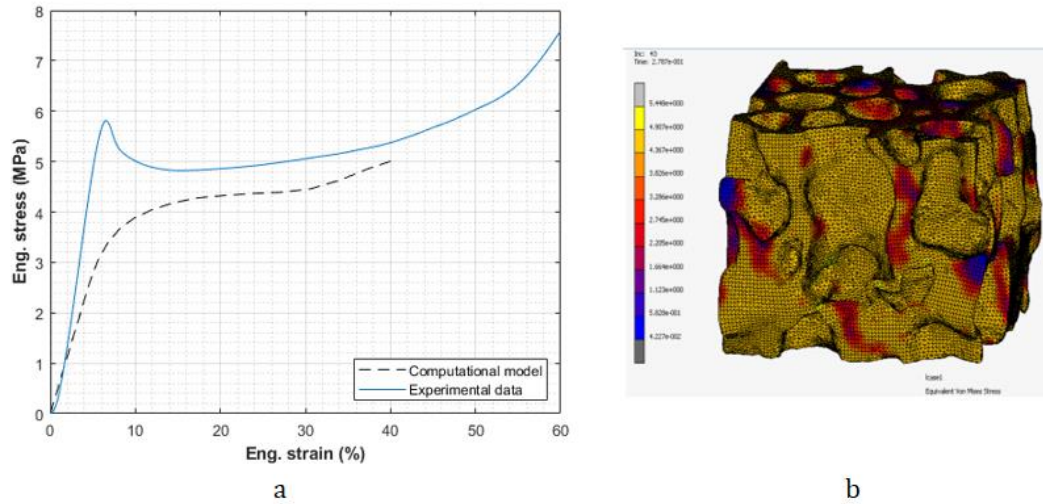 8
7
6
5
4
3
2
1
0
Eng. stress (MPa)
0 10 20 30 40 50 60
Eng. strain (%)
Computational model
Experimental data
a
Inc: 43
Time: 2.787e-001
5.448e+000
4.907e+000
4.367e+000
3.826e+000
3.286e+000
2.745e+000
2.205e+000
1.664e+000
1.123e+000
5.828e-001
4.227e-002
lcase1
Equivalent Von Mises Stress
b